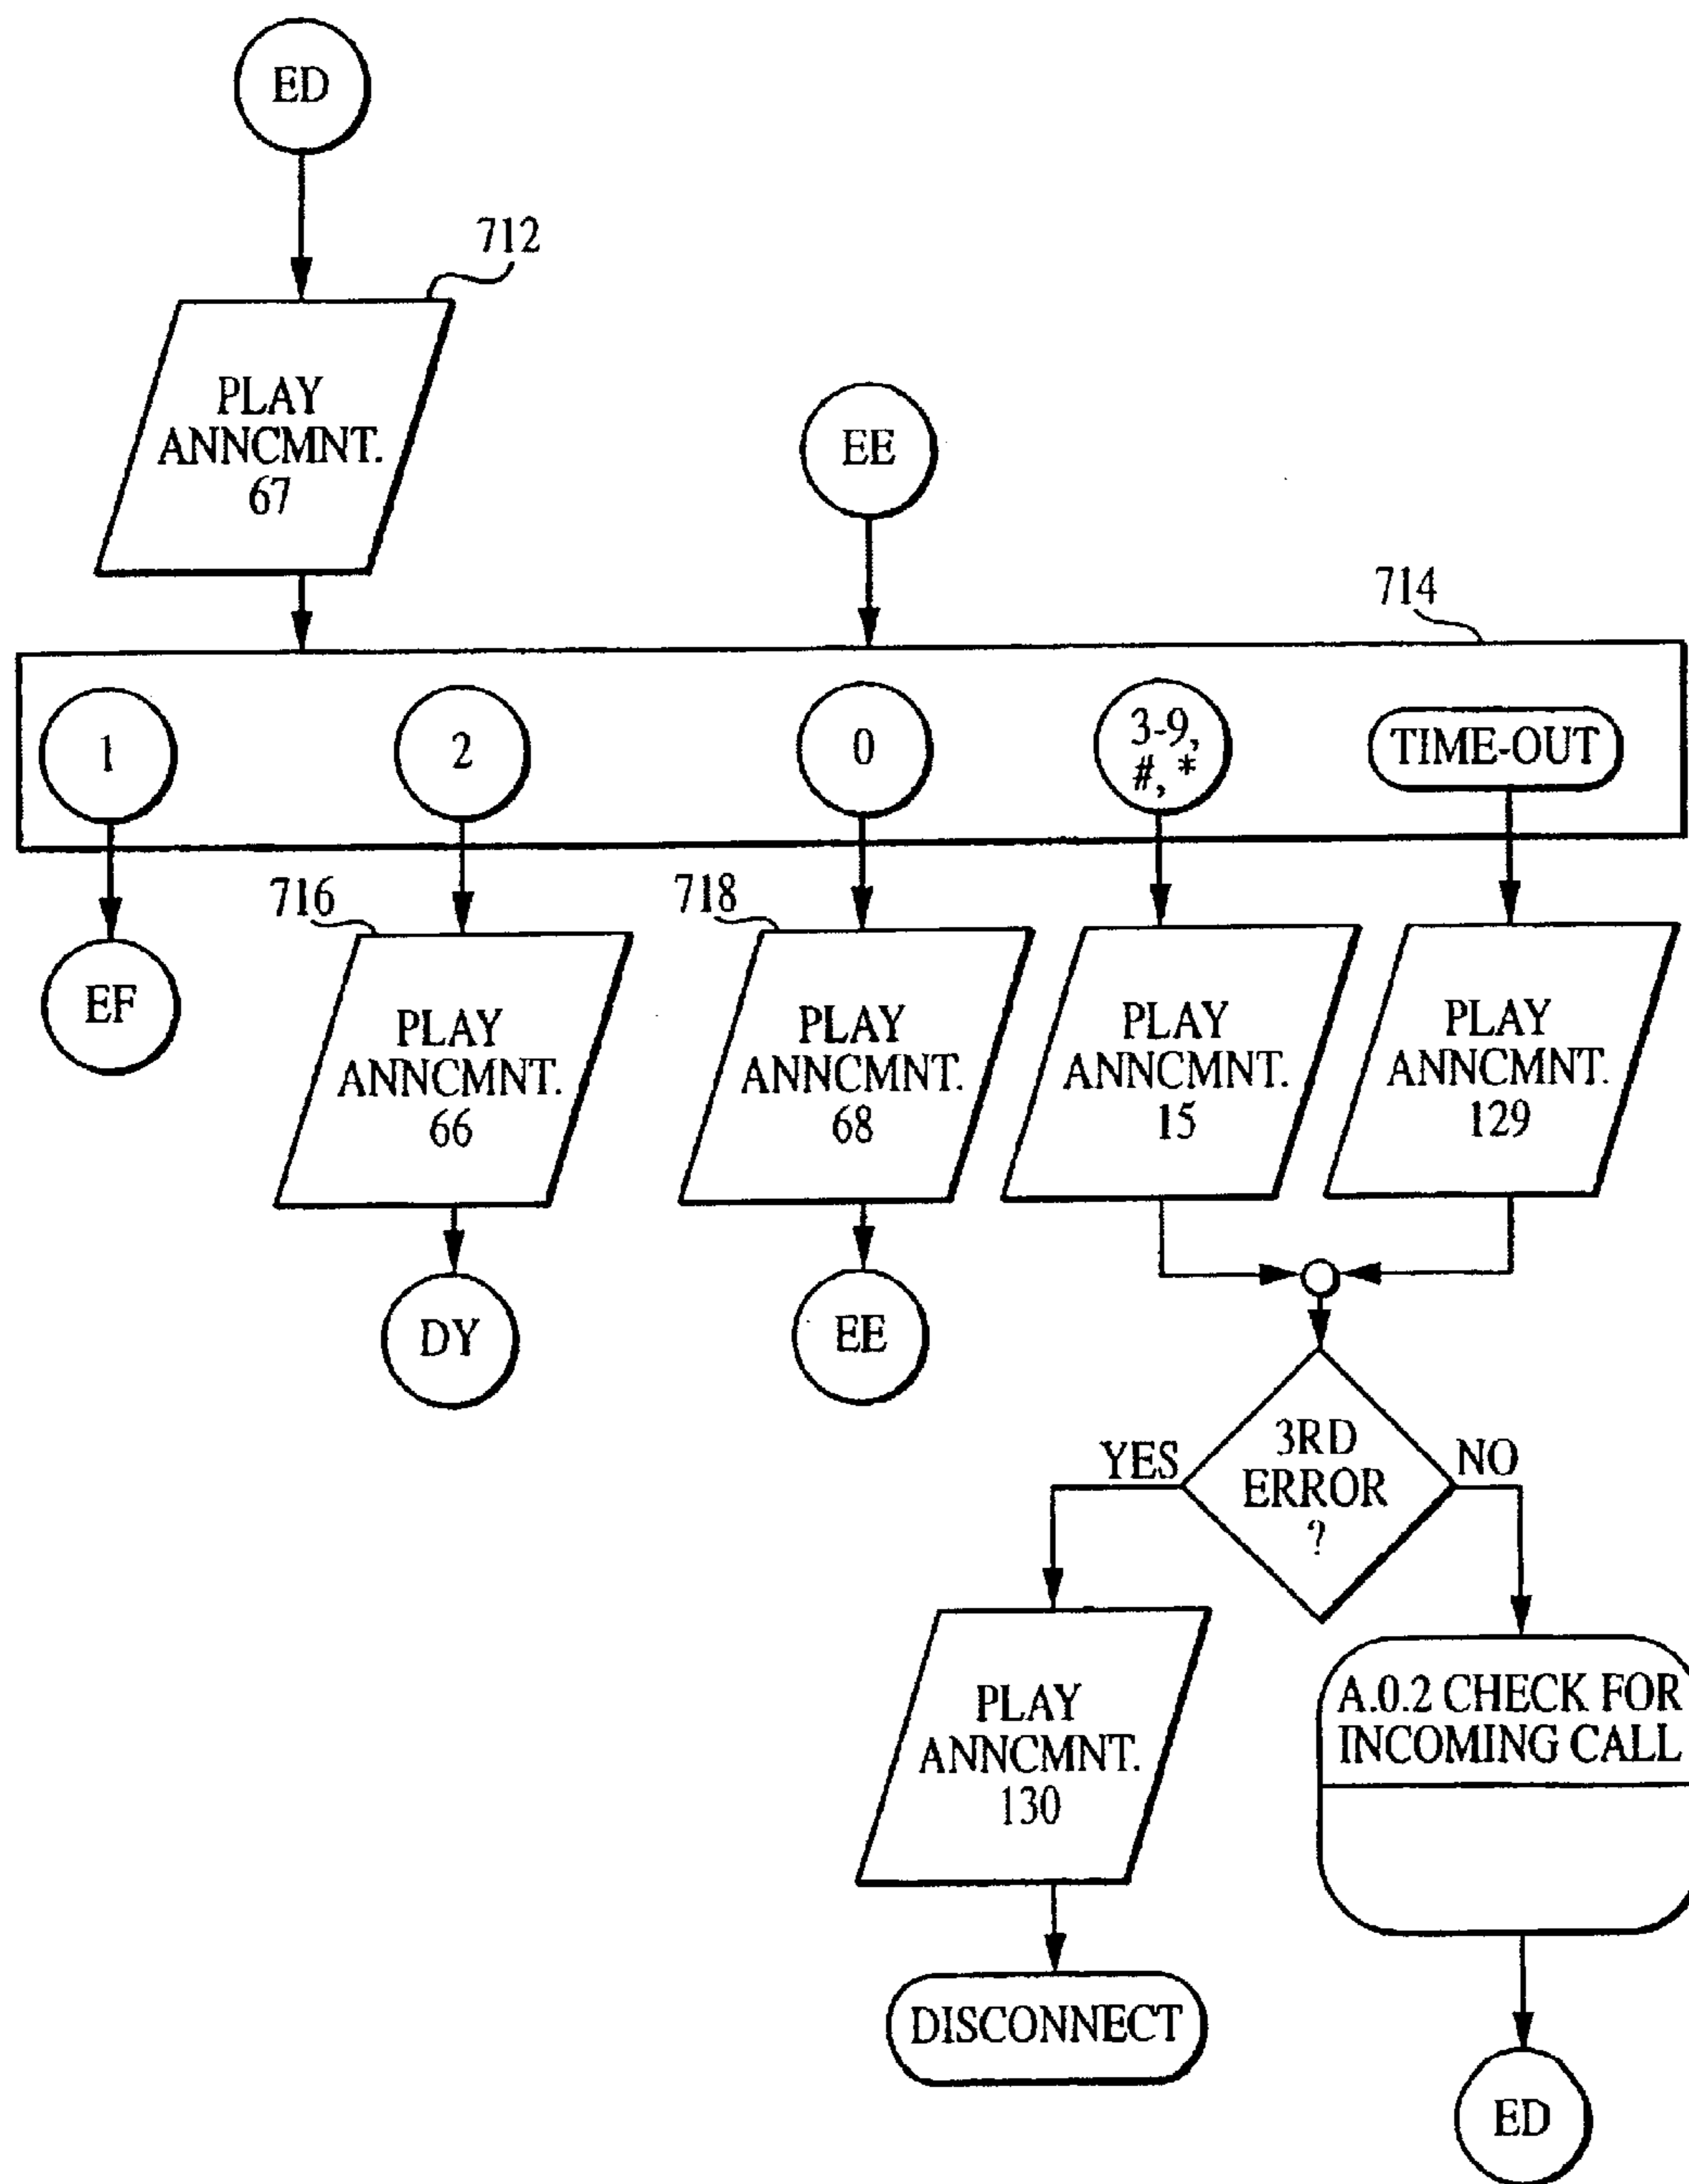 ED
712
PLAY
ANNCMNT.
67
EE
714
1
2
0
3-9,
#, *
TIME-OUT
716
718
EF
PLAY
ANNCMNT.
66
PLAY
ANNCMNT.
68
PLAY
ANNCMNT.
15
PLAY
ANNCMNT.
129
DY
EE
3RD
ERROR
?
YES
NO
PLAY
ANNCMNT.
130
A.0.2 CHECK FOR
INCOMING CALL
DISCONNECT
ED